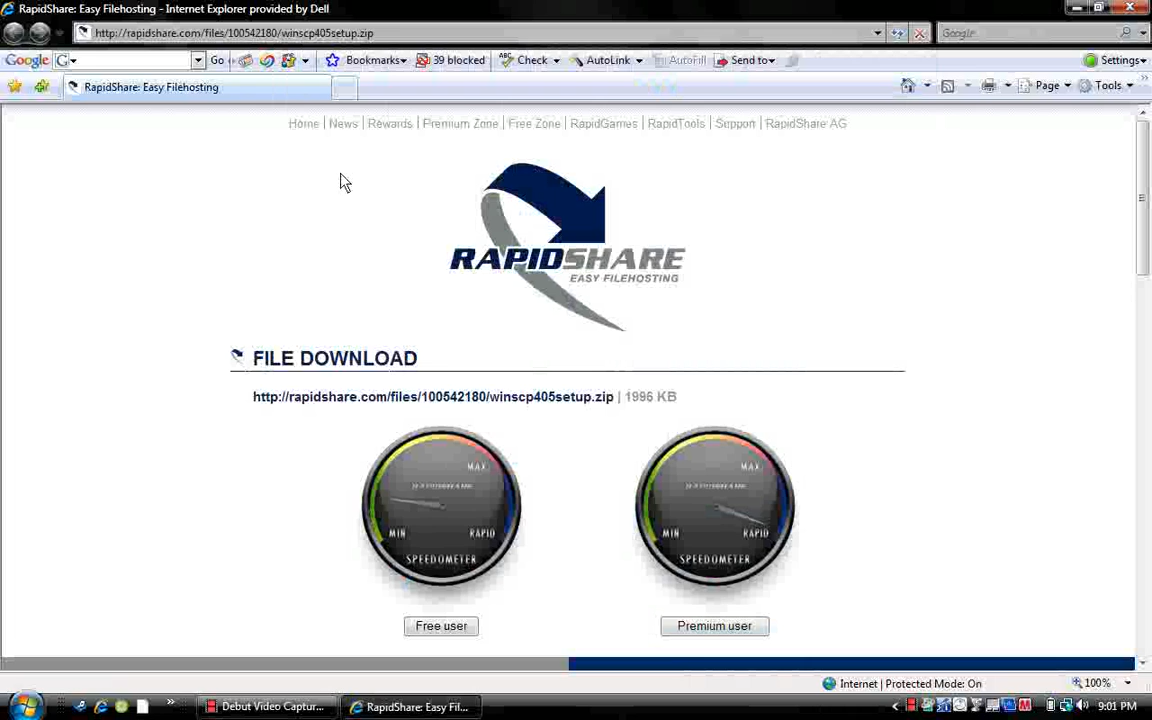 RapidShare: Easy Filehosting - Internet Explorer provided by Dell
http://rapidshare.com/files/100542180/winscp405setup.zip
Google
Google G Go Bookmarks 39 blocked Check AutoLink AutoFill Send to Settings
RapidShare: Easy Filehosting
Page Tools
Home | News | Rewards | Premium Zone | Free Zone | RapidGames | RapidTools | Support | RapidShare AG
RAPIDSHARE
EASY FILEHOSTING
FILE DOWNLOAD
http://rapidshare.com/files/100542180/winscp405setup.zip | 1996 KB
MAX MAX
MIN RAPID MIN RAPID
SPEEDOMETER SPEEDOMETER
Free user Premium user
Internet | Protected Mode: On 100%
Debut Video Captur... RapidShare: Easy Fil... 9:01 PM